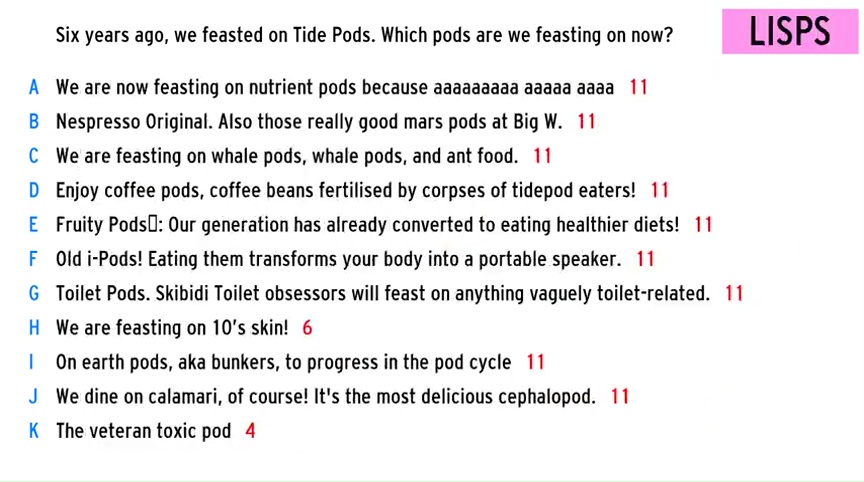 Six years ago, we feasted on Tide Pods. Which pods are we feasting on now?
LISPS
A We are now feasting on nutrient pods because aaaaaaaaa aaaaa aaaa 11
B Nespresso Original. Also those really good mars pods at Big W. 11
C We are feasting on whale pods, whale pods, and ant food. 11
D Enjoy coffee pods, coffee beans fertilised by corpses of tidepod eaters! 11
E Fruity Pods▯: Our generation has already converted to eating healthier diets! 11
F Old i-Pods! Eating them transforms your body into a portable speaker. 11
G Toilet Pods. Skibidi Toilet obsessors will feast on anything vaguely toilet-related. 11
H We are feasting on 10's skin! 6
I On earth pods, aka bunkers, to progress in the pod cycle 11
J We dine on calamari, of course! It's the most delicious cephalopod. 11
K The veteran toxic pod 4